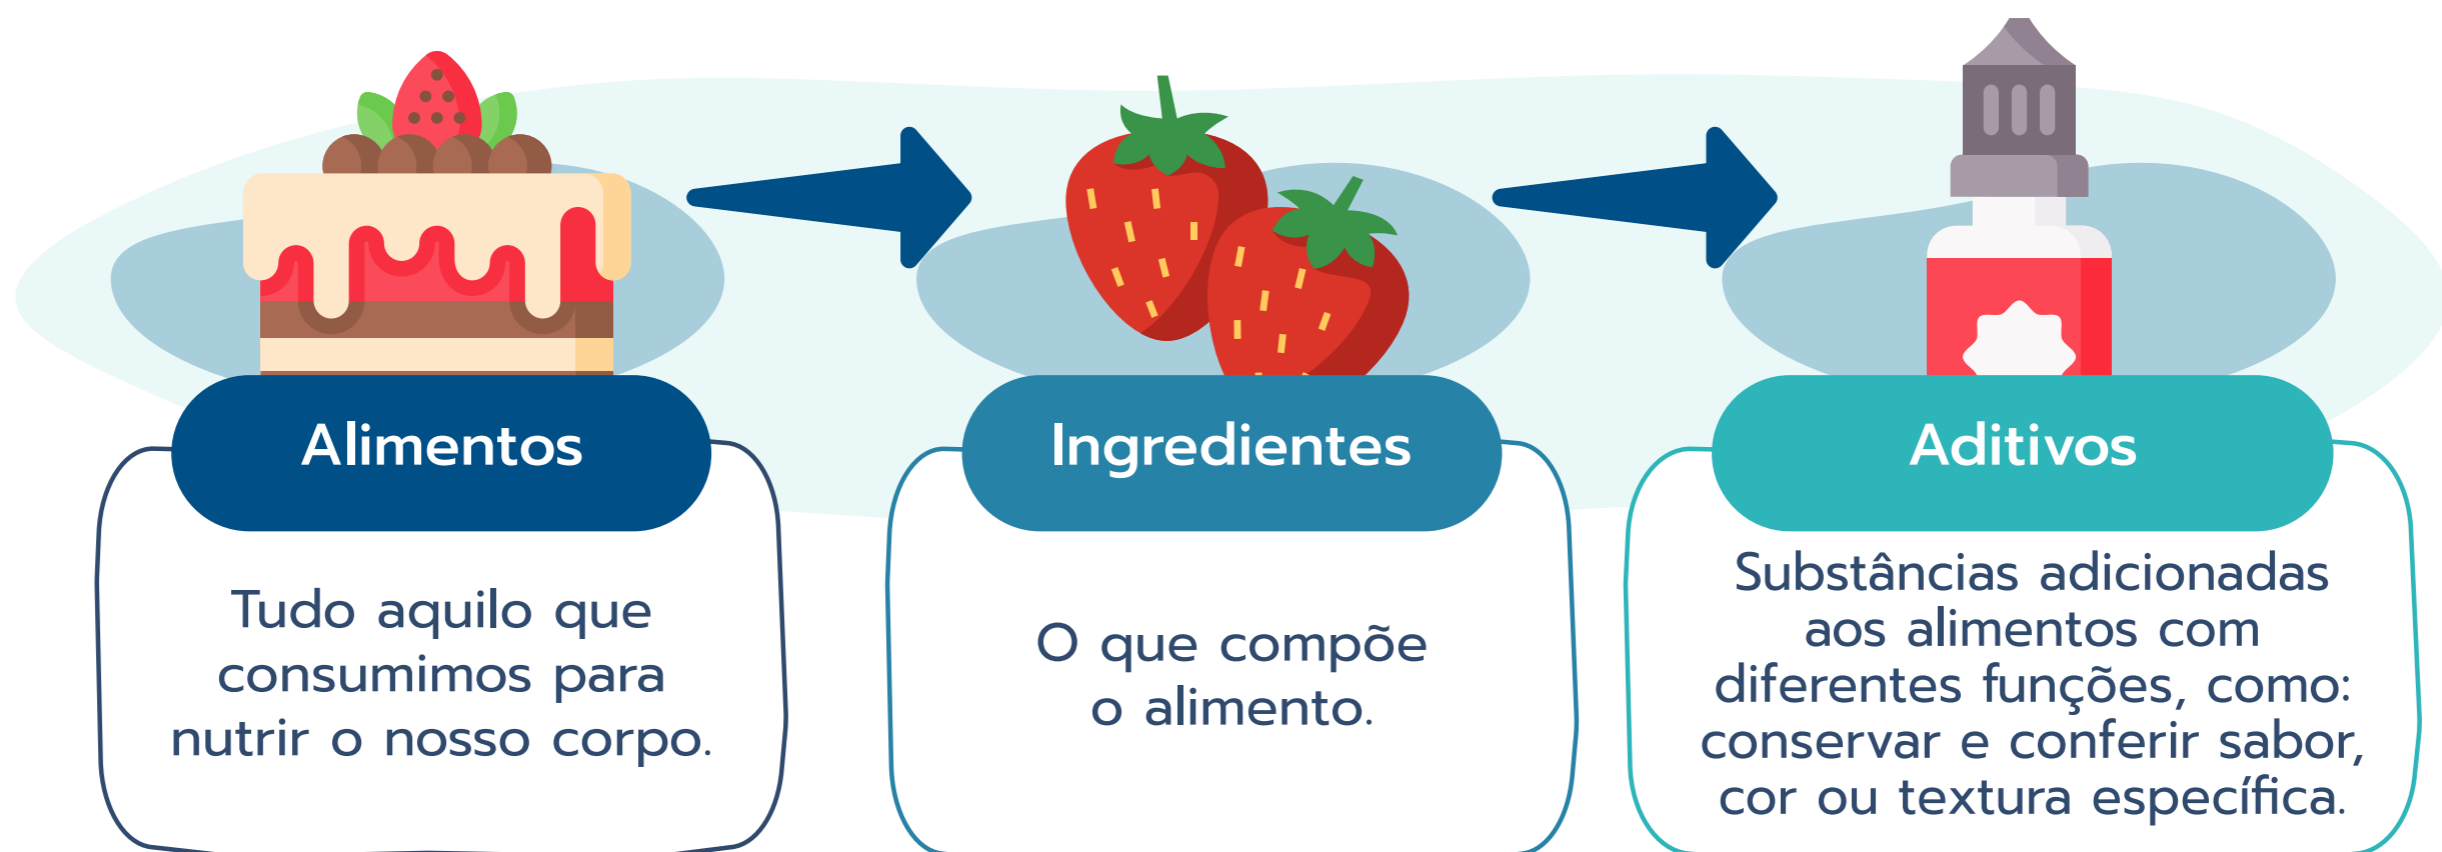 Alimentos
Tudo aquilo que
consumimos para
nutrir o nosso corpo.
Ingredientes
O que compõe
o alimento.
Aditivos
Substâncias adicionadas
aos alimentos com
diferentes funções, como:
conservar e conferir sabor,
cor ou textura específica.